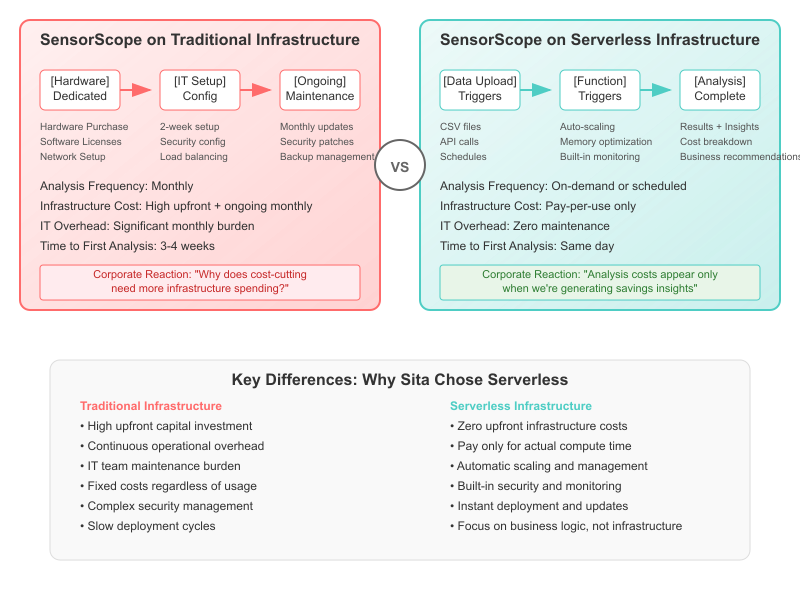 SensorScope on Traditional Infrastructure
[Hardware]
Dedicated
[IT Setup]
Config
[Ongoing]
Maintenance
Hardware Purchase
Software Licenses
Network Setup
2-week setup
Security config
Load balancing
Monthly updates
Security patches
Backup management
Analysis Frequency: Monthly
Infrastructure Cost: High upfront + ongoing monthly
IT Overhead: Significant monthly burden
Time to First Analysis: 3-4 weeks
Corporate Reaction: "Why does cost-cutting
need more infrastructure spending?"
VS
SensorScope on Serverless Infrastructure
[Data Upload]
Triggers
[Function]
Triggers
[Analysis]
Complete
CSV files
API calls
Schedules
Auto-scaling
Memory optimization
Built-in monitoring
Results + Insights
Cost breakdown
Business recommendations
Analysis Frequency: On-demand or scheduled
Infrastructure Cost: Pay-per-use only
IT Overhead: Zero maintenance
Time to First Analysis: Same day
Corporate Reaction: "Analysis costs appear only
when we're generating savings insights"
Key Differences: Why Sita Chose Serverless
Traditional Infrastructure
• High upfront capital investment
• Continuous operational overhead
• IT team maintenance burden
• Fixed costs regardless of usage
• Complex security management
• Slow deployment cycles
Serverless Infrastructure
• Zero upfront infrastructure costs
• Pay only for actual compute time
• Automatic scaling and management
• Built-in security and monitoring
• Instant deployment and updates
• Focus on business logic, not infrastructure